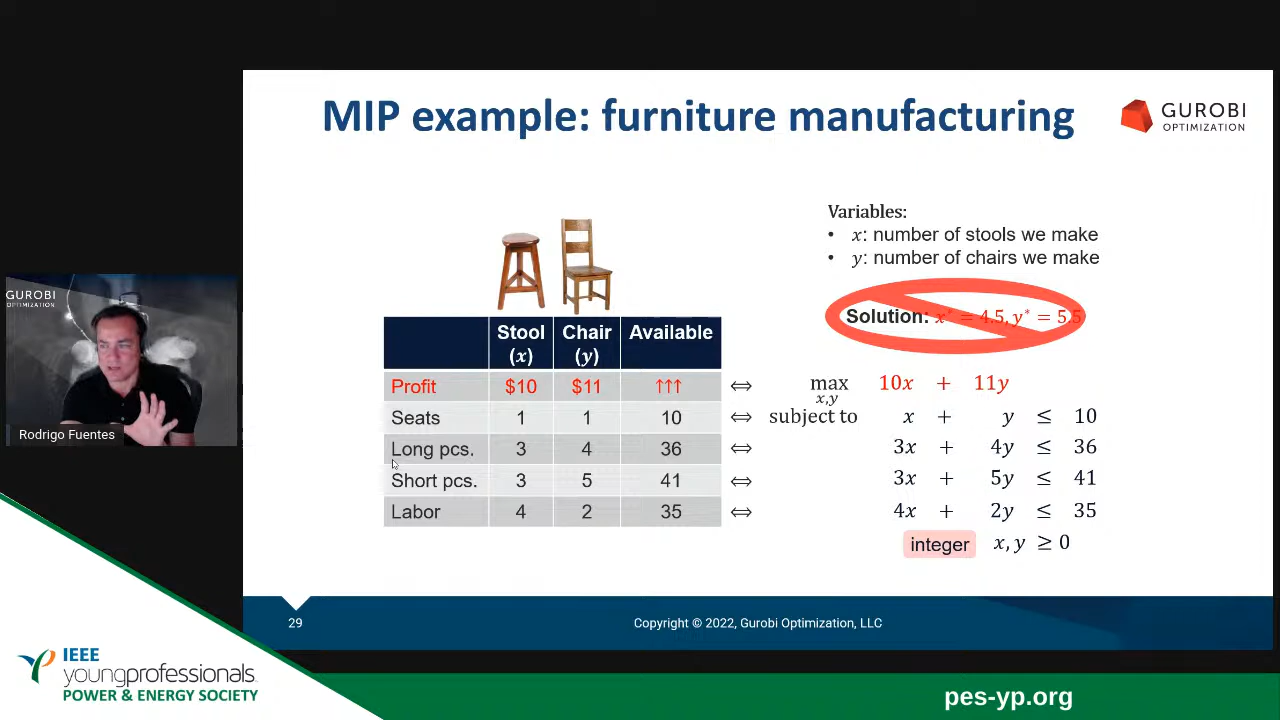 MIP example: furniture manufacturing
GUROBI
OPTIMIZATION
Variables:
• x: number of stools we make
• y: number of chairs we make
Solution: x* = 4.5, y* = 5.5
Stool (x) Chair (y) Available
Profit $10 $11 ↑↑↑ ⇔ max x,y 10x + 11y
Seats 1 1 10 ⇔ subject to x + y ≤ 10
Long pcs. 3 4 36 ⇔ 3x + 4y ≤ 36
Short pcs. 3 5 41 ⇔ 3x + 5y ≤ 41
Labor 4 2 35 ⇔ 4x + 2y ≤ 35
integer x, y ≥ 0
GUROBI
OPTIMIZATION
Rodrigo Fuentes
29
Copyright © 2022, Gurobi Optimization, LLC
IEEE
youngprofessionals
POWER & ENERGY SOCIETY
pes-yp.org